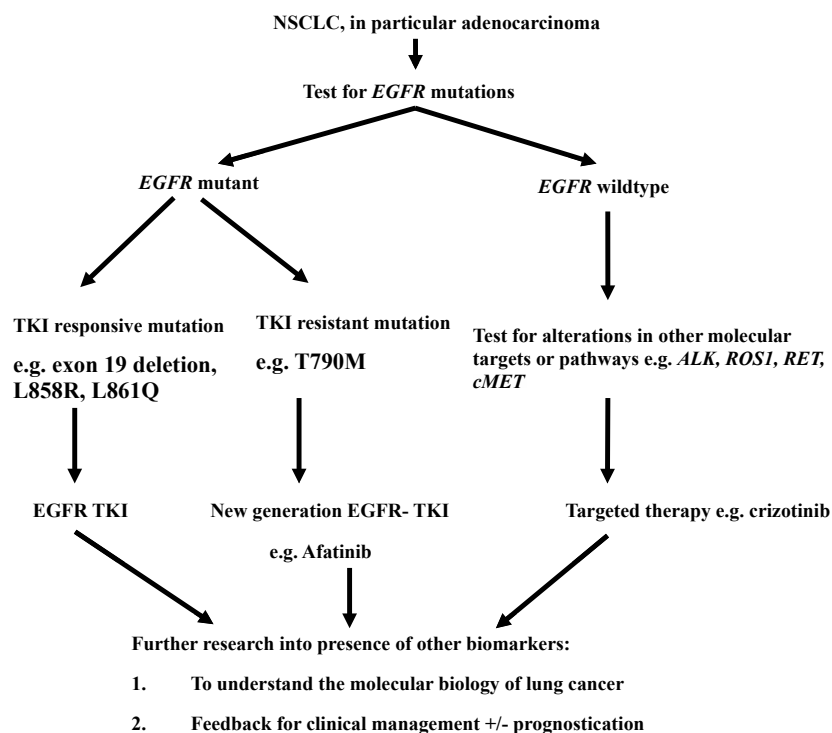 NSCLC, in particular adenocarcinoma
Test for EGFR mutations
EGFR mutant
EGFR wildtype
TKI responsive mutation
e.g. exon 19 deletion,
L858R, L861Q
TKI resistant mutation
e.g. T790M
Test for alterations in other molecular
targets or pathways e.g. ALK, ROS1, RET,
cMET
EGFR TKI
New generation EGFR- TKI
e.g. Afatinib
Targeted therapy e.g. crizotinib
Further research into presence of other biomarkers:
1. To understand the molecular biology of lung cancer
2. Feedback for clinical management +/- prognostication